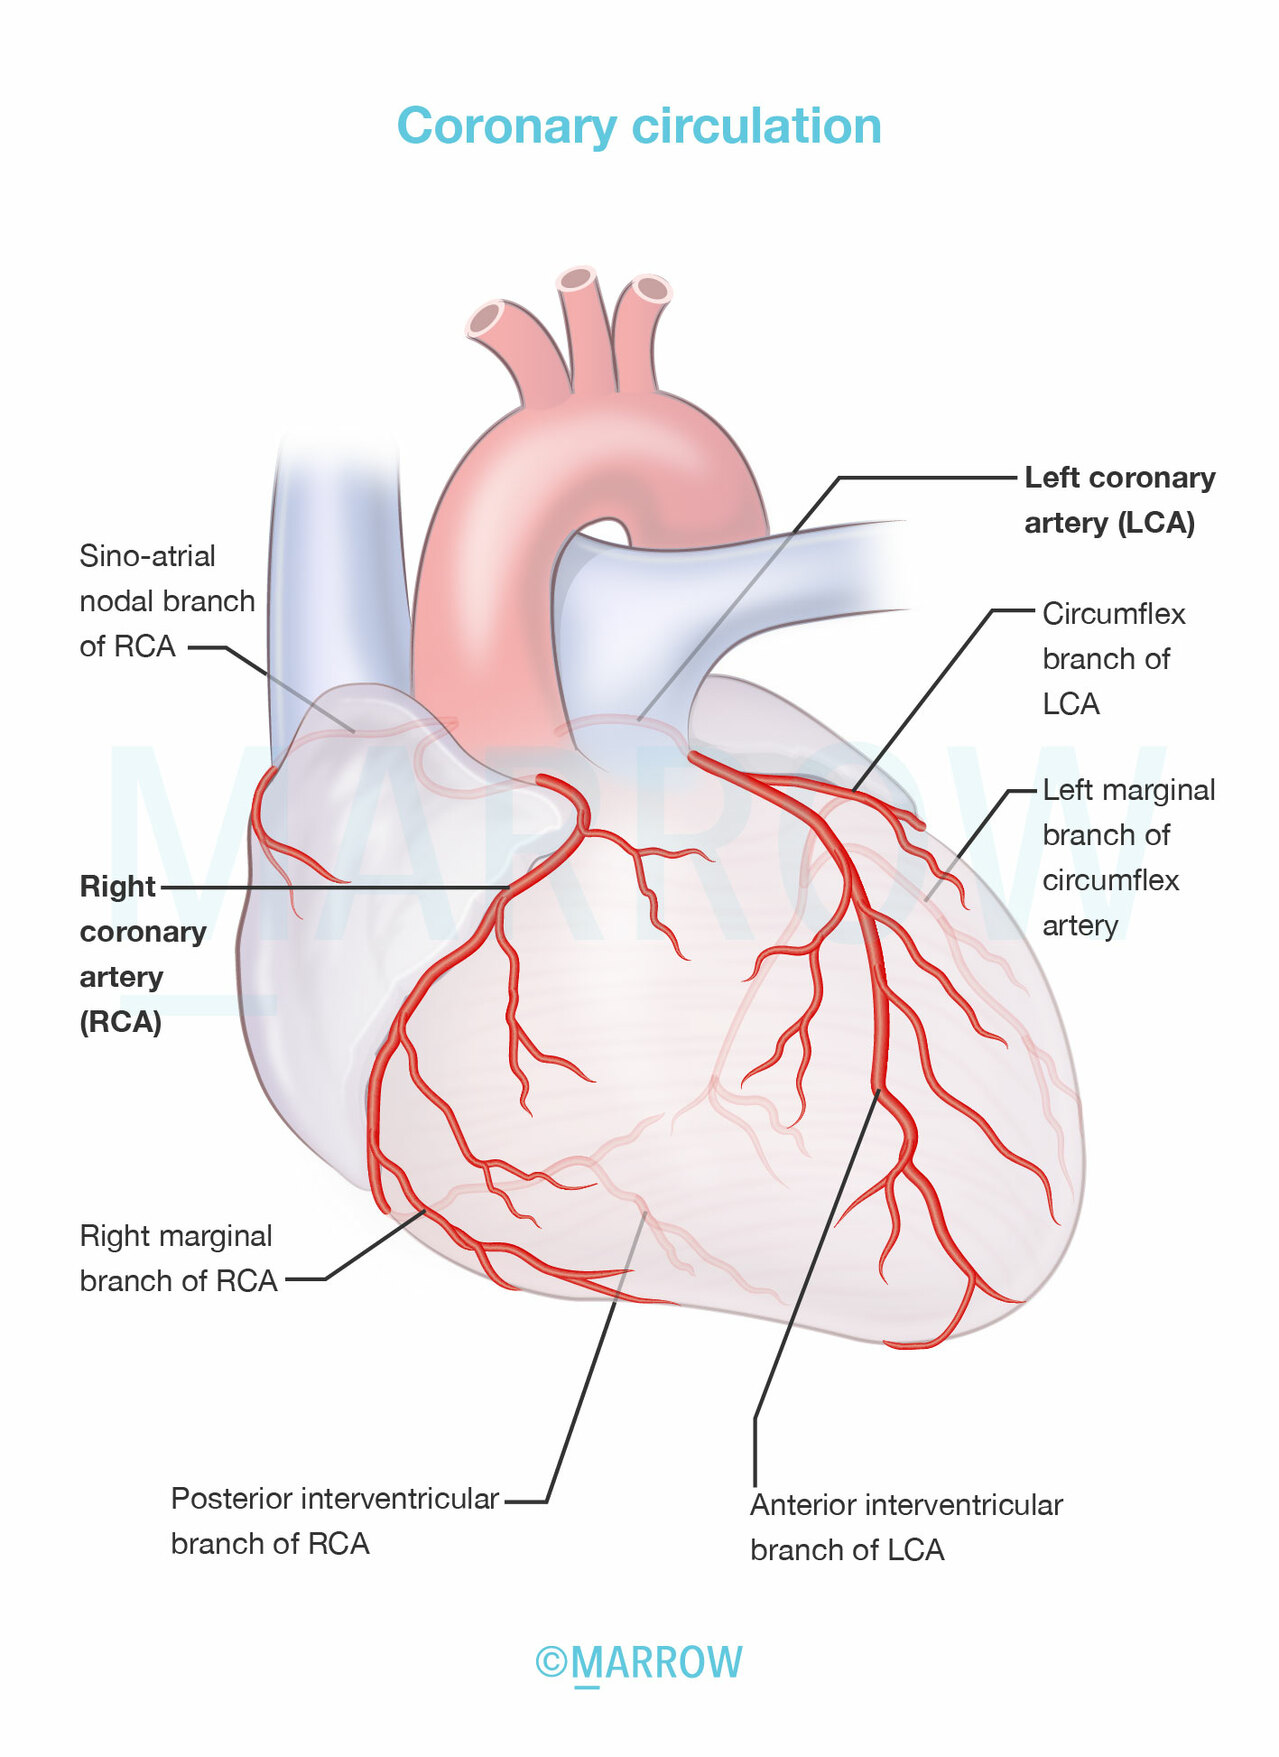 Coronary circulation
Left coronary
artery (LCA)
Sino-atrial
nodal branch
of RCA
Circumflex
branch of
LCA
Left marginal
branch of
circumflex
artery
Right
coronary
artery
(RCA)
Right marginal
branch of RCA
Posterior interventricular
branch of RCA
Anterior interventricular
branch of LCA
MARROW
©MARROW